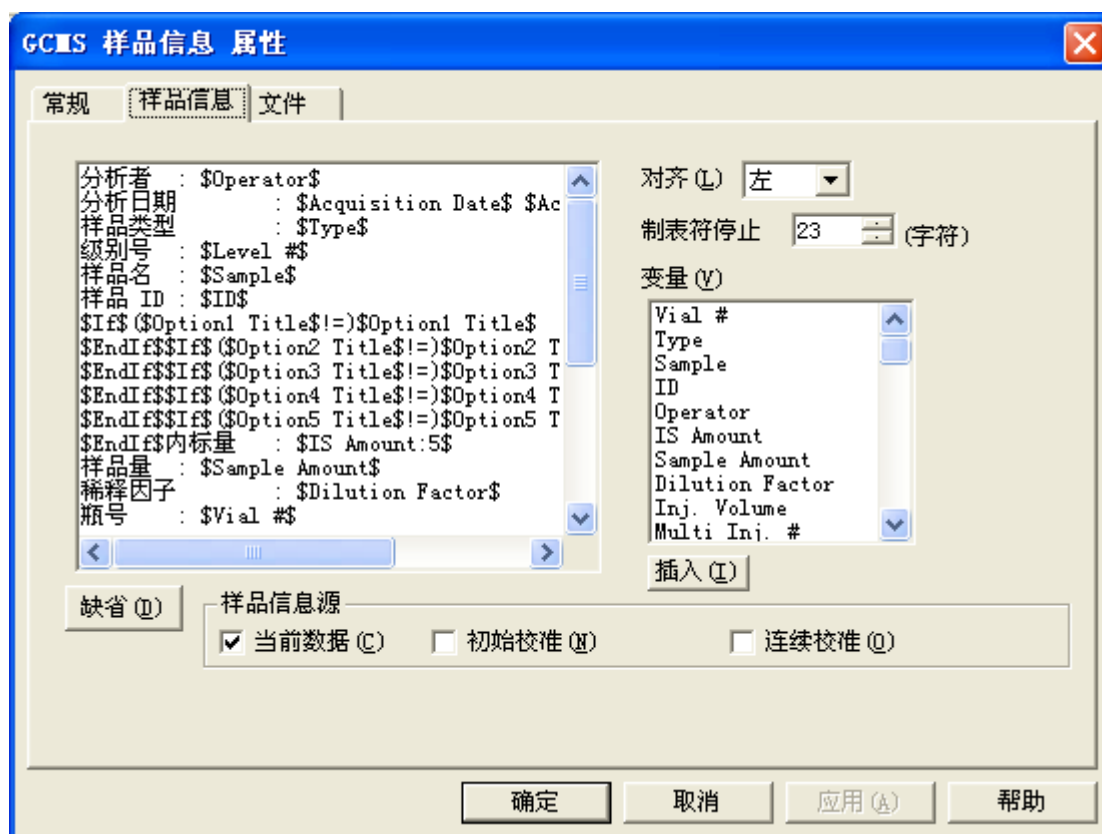 GCMS 样品信息 属性
常规 样品信息 文件
分析者 : $Operator$
分析日期 : $Acquisition Date$ $Ac
样品类型 : $Type$
级别号 : $Level #$
样品名 : $Sample$
样品 ID : $ID$
$If$($Option1 Title$!=)$Option1 Title$
$EndIf$$If$($Option2 Title$!=)$Option2 T
$EndIf$$If$($Option3 Title$!=)$Option3 T
$EndIf$$If$($Option4 Title$!=)$Option4 T
$EndIf$$If$($Option5 Title$!=)$Option5 T
$EndIf$内标量 : $IS Amount:5$
样品量 : $Sample Amount$
稀释因子 : $Dilution Factor$
瓶号 : $Vial #$
对齐(L) 左
制表符停止 23 (字符)
变量(V)
Vial #
Type
Sample
ID
Operator
IS Amount
Sample Amount
Dilution Factor
Inj. Volume
Multi Inj. #
插入(I)
缺省(D)
样品信息源
当前数据(C) 初始校准(N) 连续校准(O)
确定 取消 应用(A) 帮助